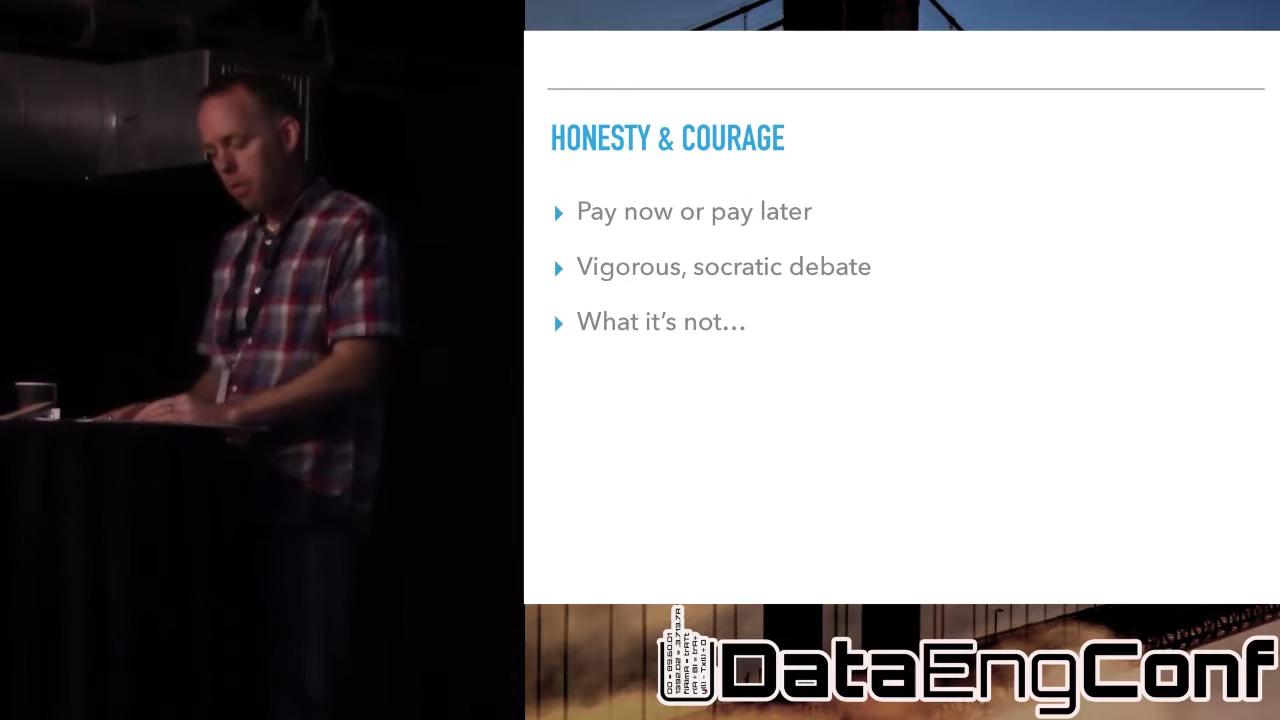 HONESTY & COURAGE
Pay now or pay later
Vigorous, socratic debate
What it's not…
DataEngConf